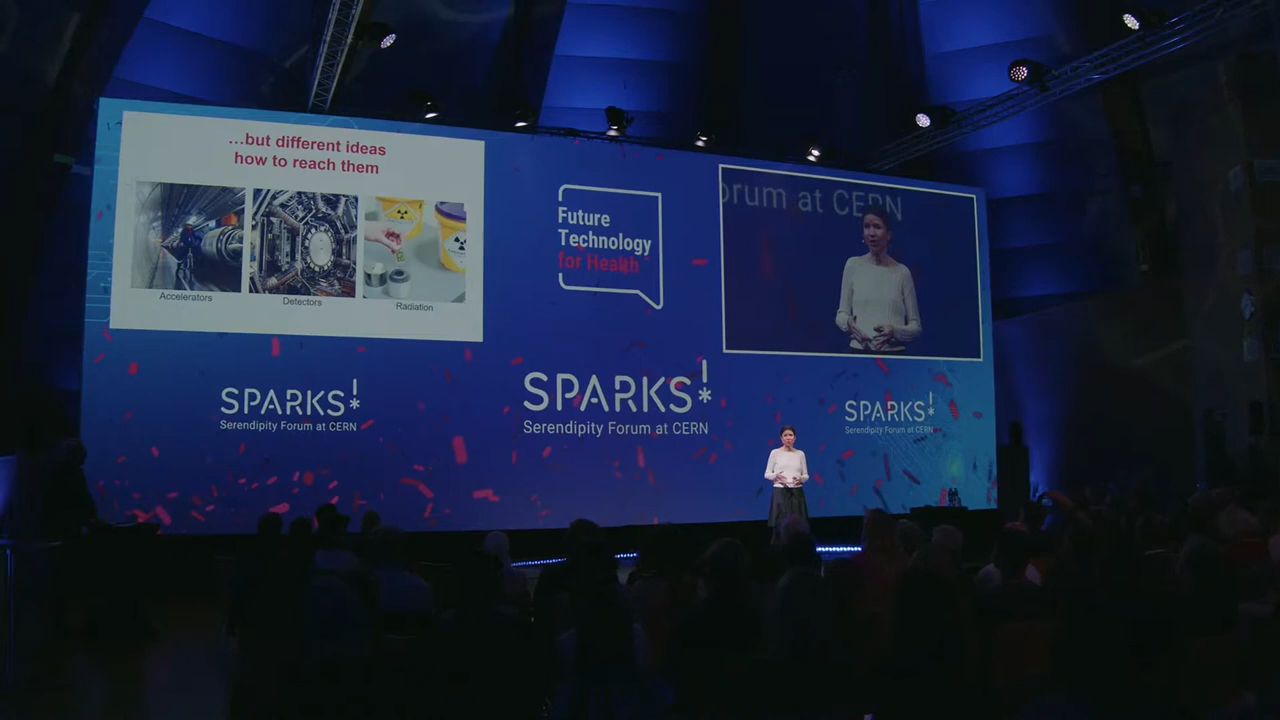 ...but different ideas
how to reach them
Accelerators
Detectors
Radiation
Future
Technology
for Health
orum at CERN
SPARKS!
Serendipity Forum at CERN
SPARKS!
Serendipity Forum at CERN
SPARKS!
Serendipity Forum at CERN